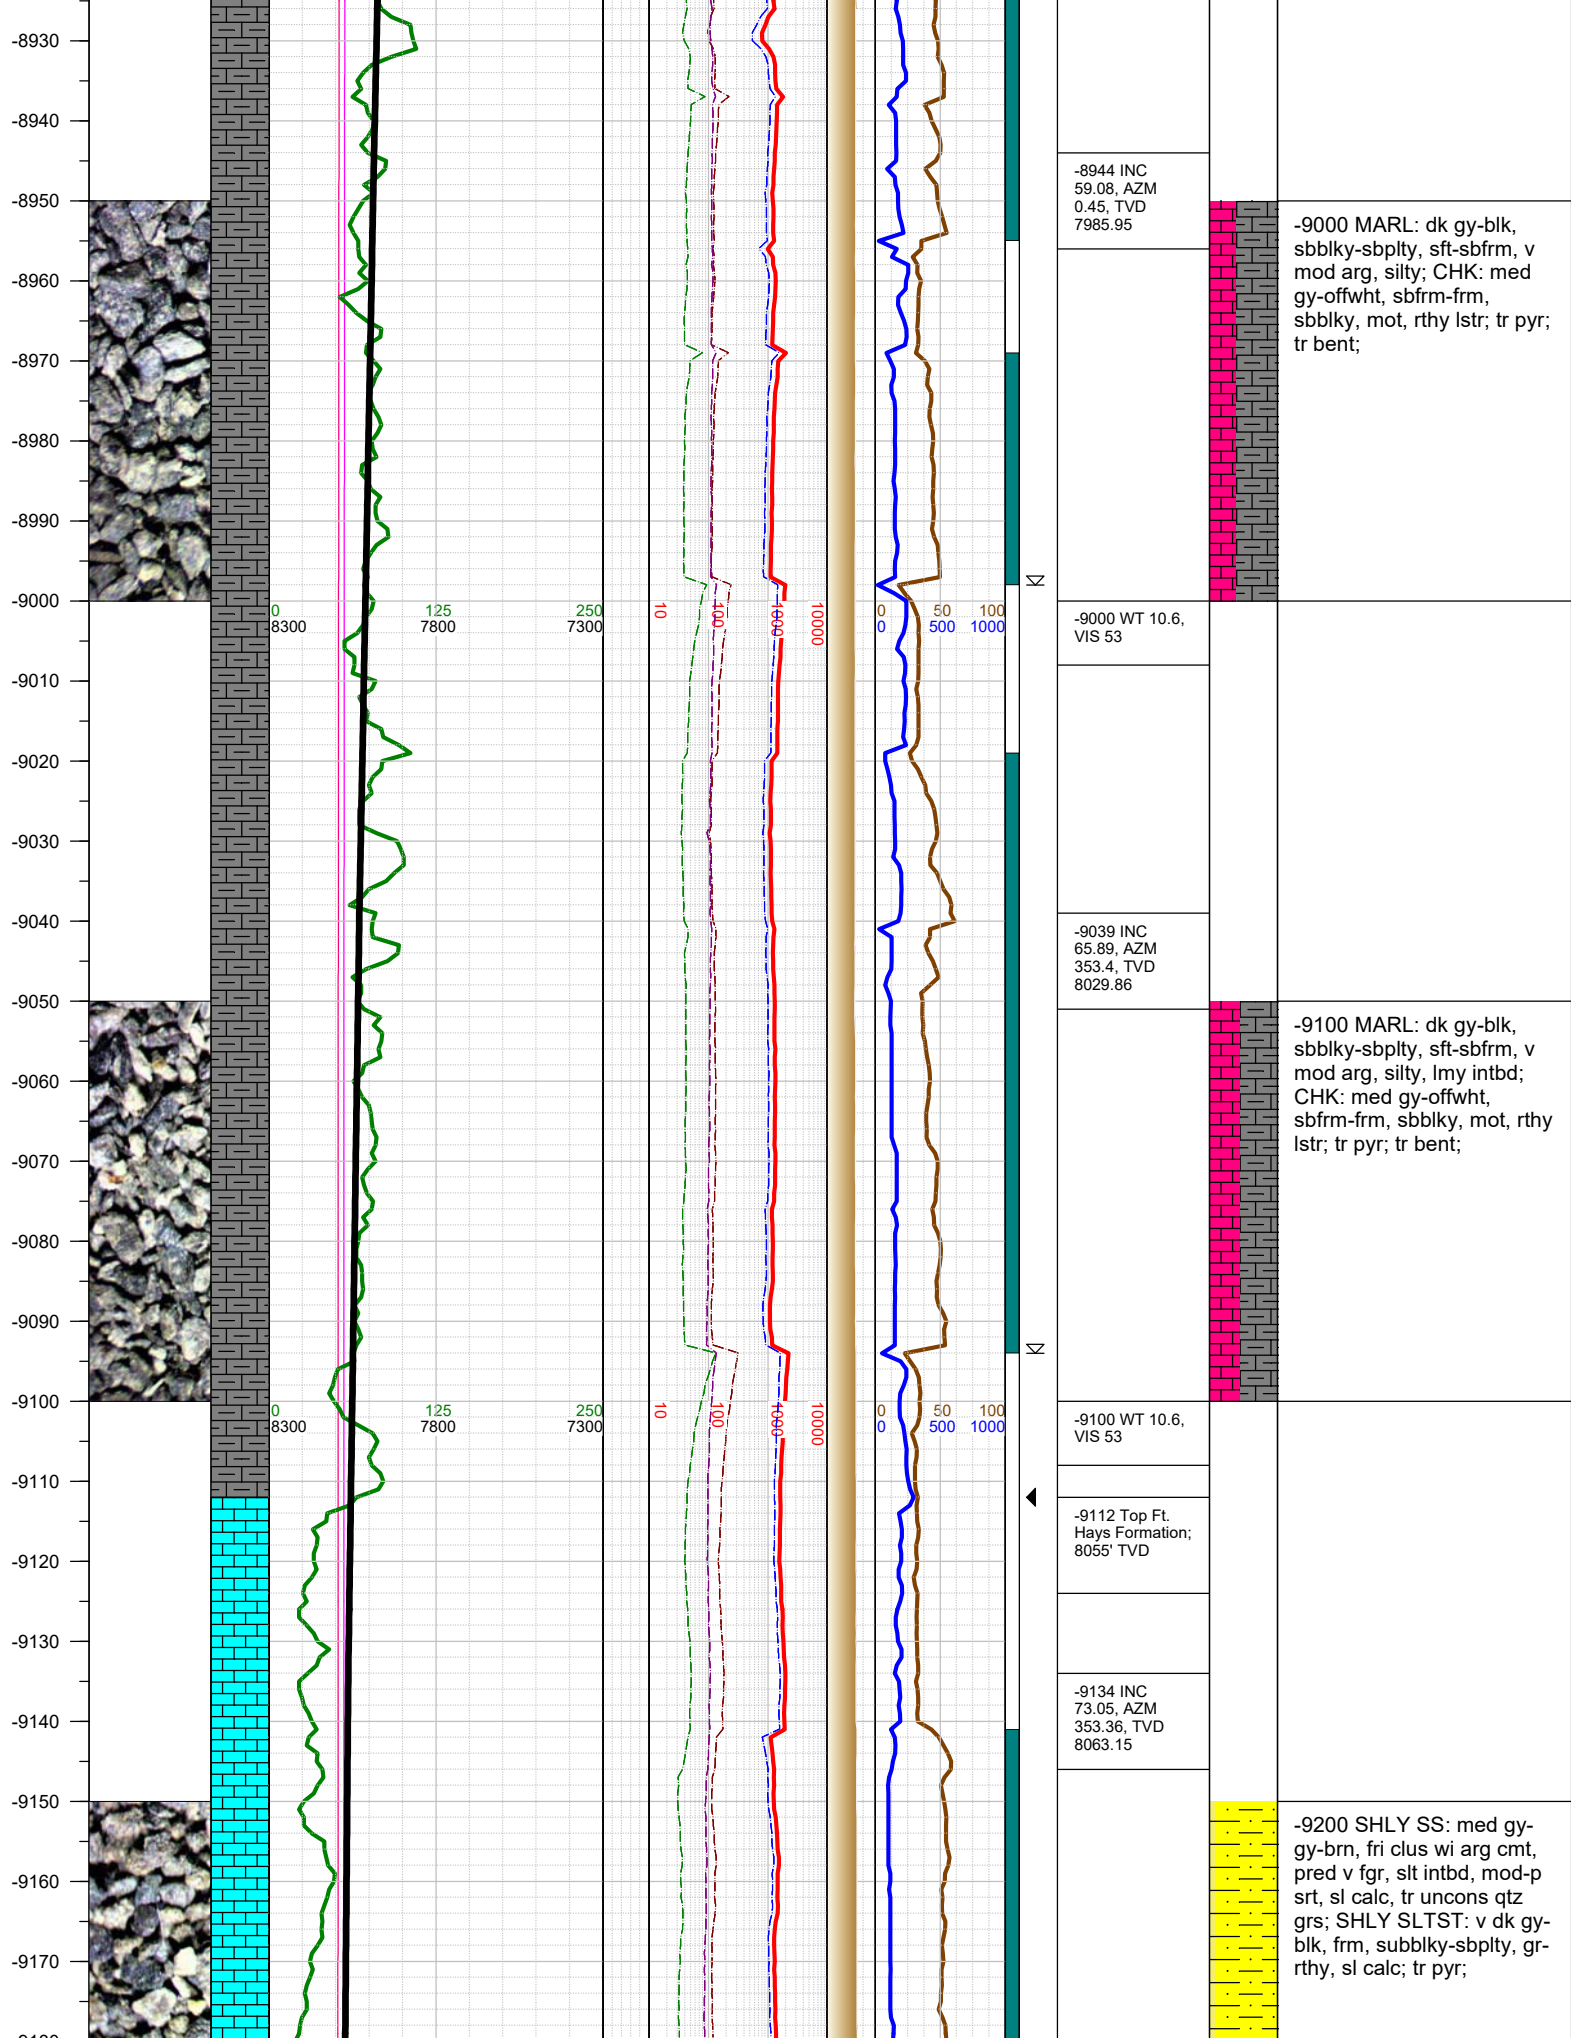 -8930
-8940
-8944 INC
59.08, AZM
0.45, TVD
7985.95
-8950
-9000 MARL: dk gy-blk,
sbblky-sbplty, sft-sbfrm, v
mod arg, silty; CHK: med
gy-offwht, sbfrm-frm,
sbblky, mot, rthy lstr; tr pyr;
tr bent;
-8960
-8970
-8980
-8990
-9000
0 125 250
8300 7800 7300
10 100 1000 10000
0 50 100
0 500 1000
-9000 WT 10.6,
VIS 53
-9010
-9020
-9030
-9040
-9039 INC
65.89, AZM
353.4, TVD
8029.86
-9050
-9100 MARL: dk gy-blk,
sbblky-sbplty, sft-sbfrm, v
mod arg, silty, lmy intbd;
CHK: med gy-offwht,
sbfrm-frm, sbblky, mot, rthy
lstr; tr pyr; tr bent;
-9060
-9070
-9080
-9090
-9100
0 125 250
8300 7800 7300
10 100 1000 10000
0 50 100
0 500 1000
-9100 WT 10.6,
VIS 53
-9110
-9112 Top Ft.
Hays Formation;
8055' TVD
-9120
-9130
-9134 INC
73.05, AZM
353.36, TVD
8063.15
-9140
-9150
-9200 SHLY SS: med gy-
gy-brn, fri clus wi arg cmt,
pred v fgr, slt intbd, mod-p
srt, sl calc, tr uncons qtz
grs; SHLY SLTST: v dk gy-
blk, frm, subblky-sbplty, gr-
rthy, sl calc; tr pyr;
-9160
-9170